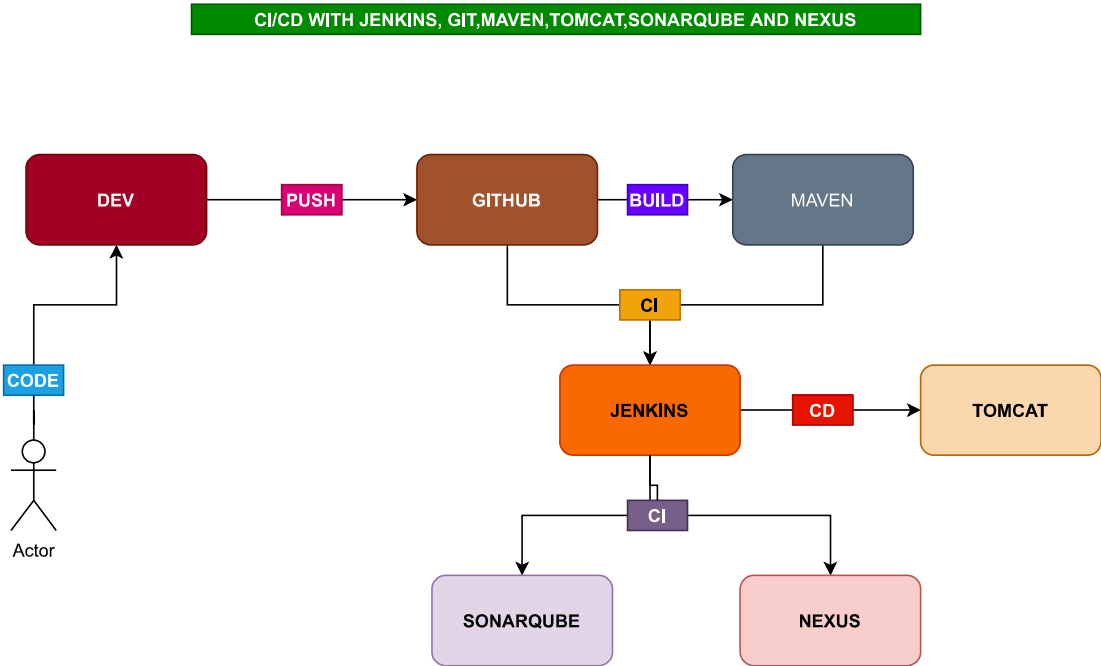 CI/CD WITH JENKINS, GIT,MAVEN,TOMCAT,SONARQUBE AND NEXUS
DEV
PUSH
GITHUB
BUILD
MAVEN
CI
CODE
JENKINS
CD
TOMCAT
CI
Actor
SONARQUBE
NEXUS